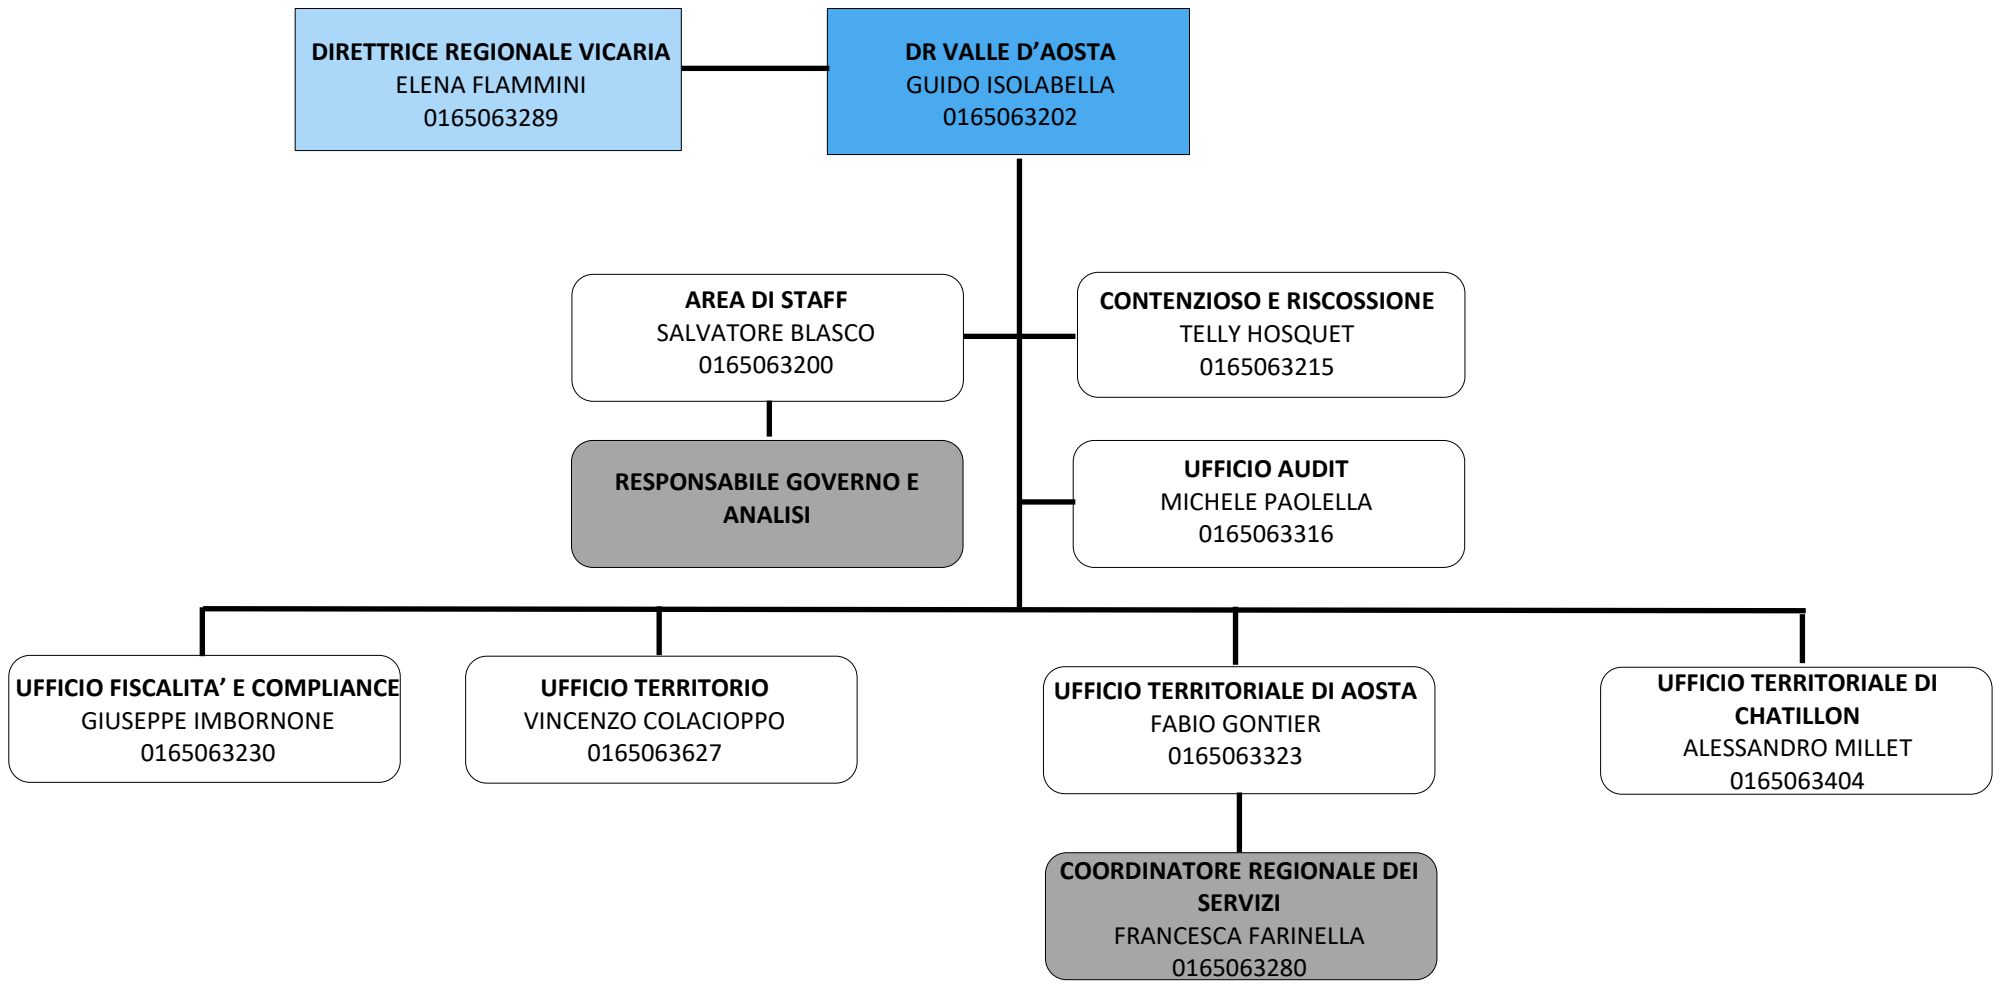 DIRETTRICE REGIONALE VICARIA
ELENA FLAMMINI
0165063289
DR VALLE D’AOSTA
GUIDO ISOLABELLA
0165063202
AREA DI STAFF
SALVATORE BLASCO
0165063200
CONTENZIOSO E RISCOSSIONE
TELLY HOSQUET
0165063215
RESPONSABILE GOVERNO E
ANALISI
UFFICIO AUDIT
MICHELE PAOLELLA
0165063316
UFFICIO FISCALITA’ E COMPLIANCE
GIUSEPPE IMBORNONE
0165063230
UFFICIO TERRITORIO
VINCENZO COLACIOPPO
0165063627
UFFICIO TERRITORIALE DI AOSTA
FABIO GONTIER
0165063323
UFFICIO TERRITORIALE DI
CHATILLON
ALESSANDRO MILLET
0165063404
COORDINATORE REGIONALE DEI
SERVIZI
FRANCESCA FARINELLA
0165063280